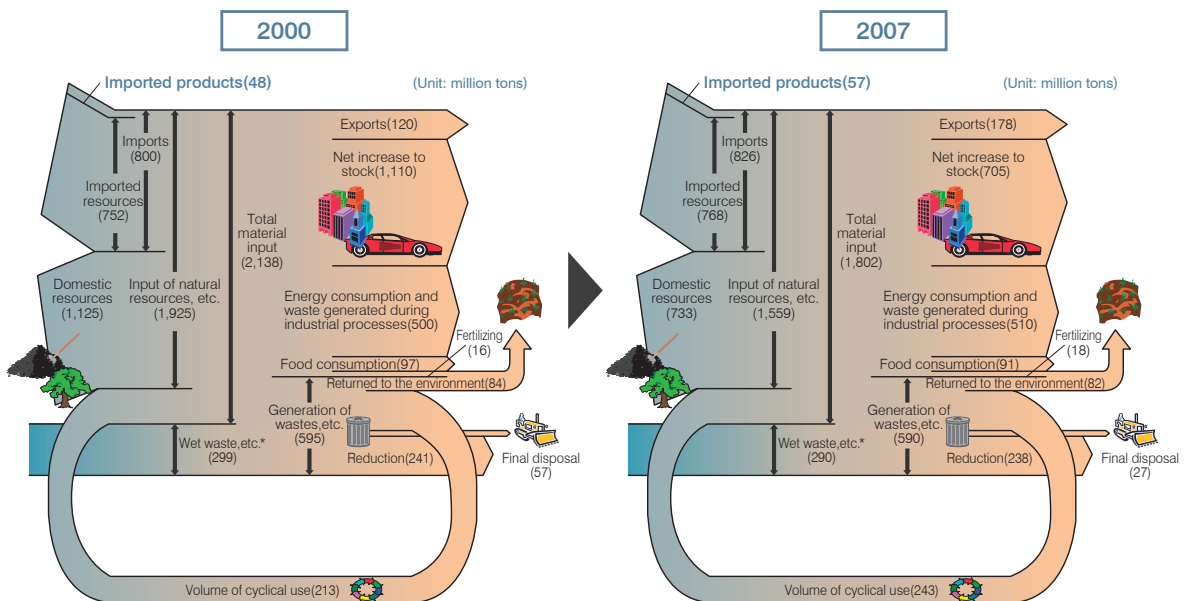 2000
Imported products(48)
(Unit: million tons)
Exports(120)
Imports
(800)
Net increase to
stock(1,110)
Imported
resources
(752)
Total
material
input
(2,138)
Domestic
resources
(1,125)
Input of natural
resources, etc.
(1,925)
Energy consumption and
waste generated during
industrial processes(500)
Fertilizing
(16)
Food consumption(97)
Returned to the environment(84)
Generation of
wastes,etc.
(595)
Wet waste,etc.*
(299)
Reduction(241)
Final disposal
(57)
Volume of cyclical use(213)
2007
Imported products(57)
(Unit: million tons)
Exports(178)
Imports
(826)
Net increase to
stock(705)
Imported
resources
(768)
Total
material
input
(1,802)
Domestic
resources
(733)
Input of natural
resources, etc.
(1,559)
Energy consumption and
waste generated during
industrial processes(510)
Fertilizing
(18)
Food consumption(91)
Returned to the environment(82)
Generation of
wastes,etc.
(590)
Wet waste,etc.*
(290)
Reduction(238)
Final disposal
(27)
Volume of cyclical use(243)